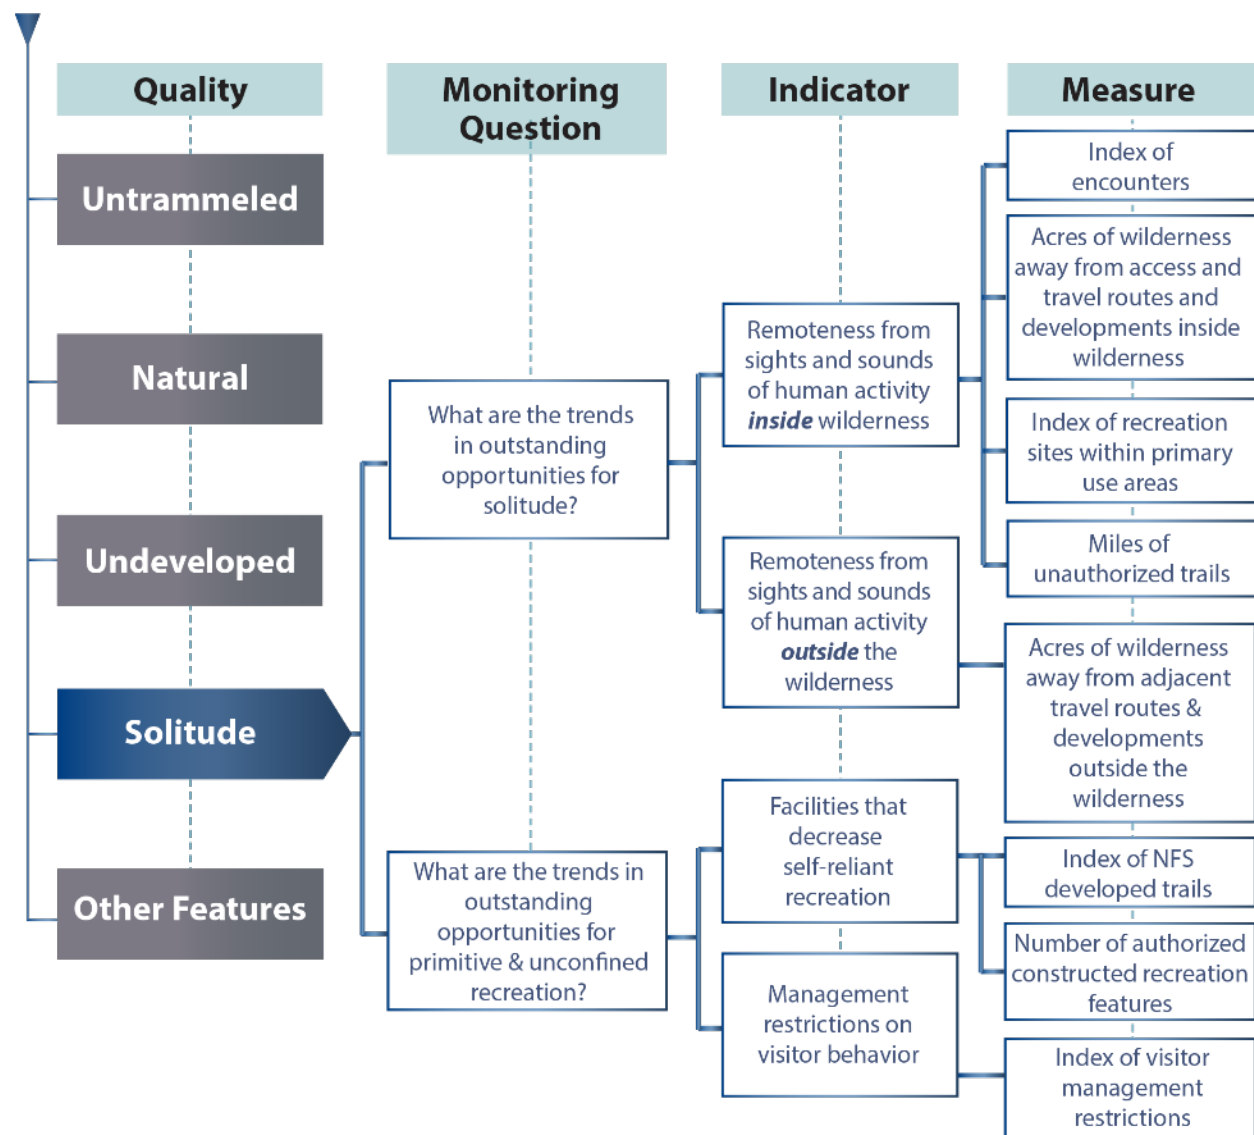 Quality
Monitoring
Question
Indicator
Measure
Untrammeled
Natural
Undeveloped
Solitude
Other Features
What are the trends
in outstanding
opportunities for
solitude?
What are the trends in
outstanding
opportunities for
primitive & unconfined
recreation?
Remoteness from
sights and sounds
of human activity
inside wilderness
Remoteness from
sights and sounds
of human activity
outside the
wilderness
Facilities that
decrease
self-reliant
recreation
Management
restrictions on
visitor behavior
Index of
encounters
Acres of wilderness
away from access and
travel routes and
developments inside
wilderness
Index of recreation
sites within primary
use areas
Miles of
unauthorized trails
Acres of wilderness
away from adjacent
travel routes &
developments
outside the
wilderness
Index of NFS
developed trails
Number of authorized
constructed recreation
features
Index of visitor
management
restrictions